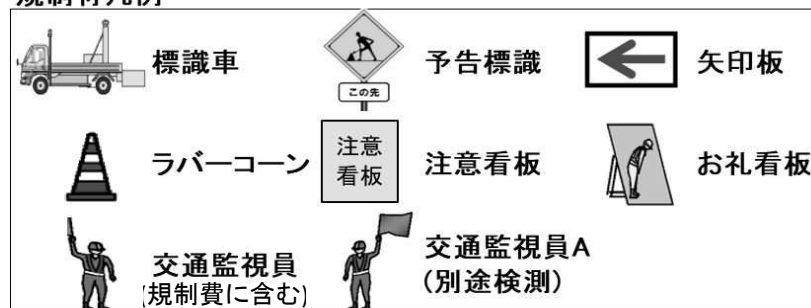 規制材凡例
標識車
この先
予告標識
矢印板
ラバーコーン
注意
看板
注意看板
お礼看板
交通監視員
(規制費に含む)
交通監視員A
(別途検測)